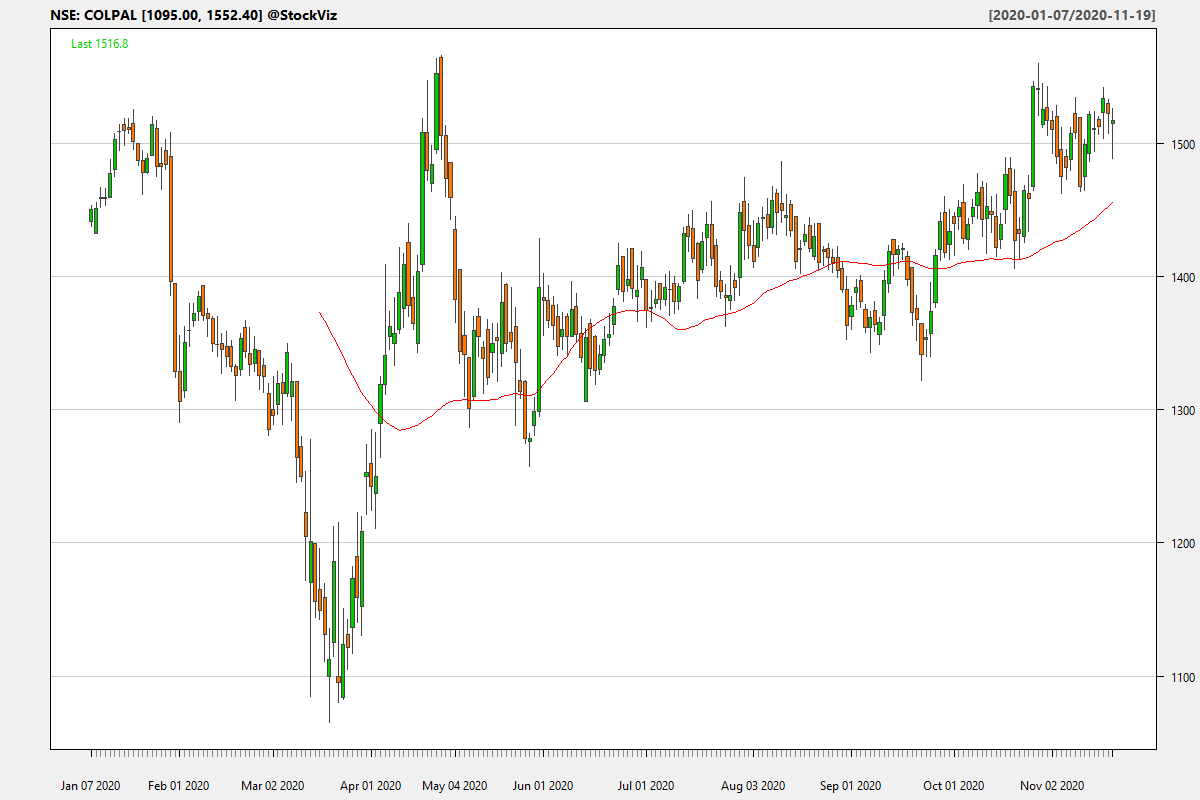 NSE: COLPAL [1095.00, 1552.40] @StockViz [2020-01-07/2020-11-19]
Last 1516.8
1500
1400
1300
1200
1100
Jan 07 2020 Feb 01 2020 Mar 02 2020 Apr 01 2020 May 04 2020 Jun 01 2020 Jul 01 2020 Aug 03 2020 Sep 01 2020 Oct 01 2020 Nov 02 2020